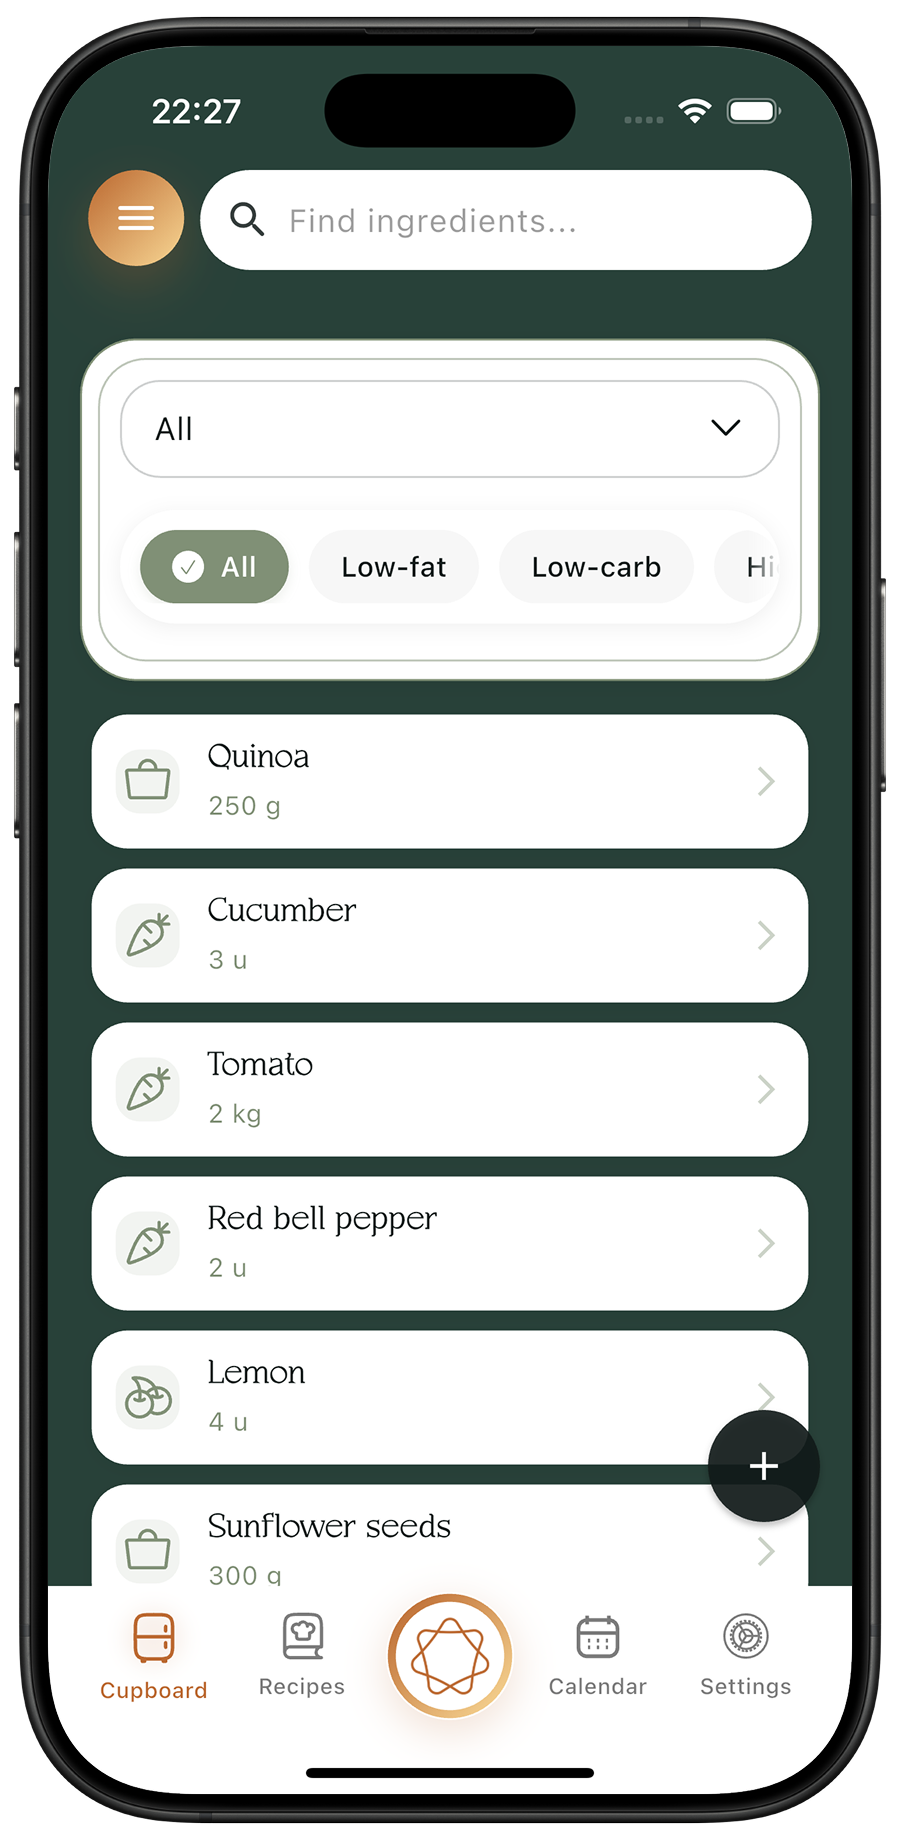 22:27
Find ingredients...
All
All Low-fat Low-carb Hi
Quinoa
250 g
Cucumber
3 u
Tomato
2 kg
Red bell pepper
2 u
Lemon
4 u
Sunflower seeds
300 g
Cupboard Recipes Calendar Settings